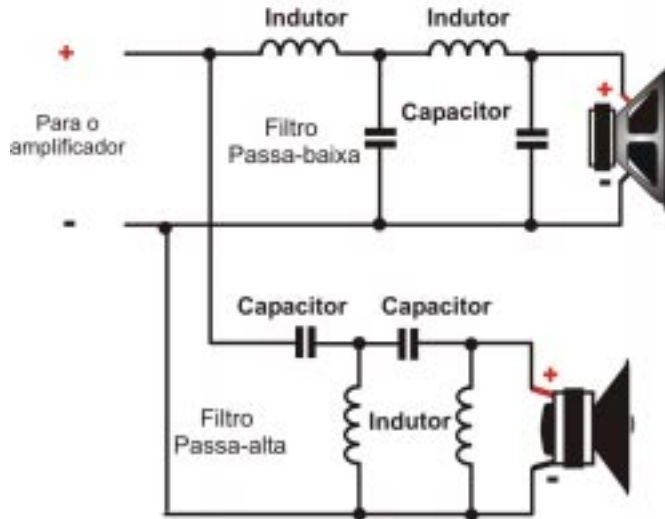 Indutor
Indutor
+
Para o
amplificador
-
Filtro
Passa-baixa
Capacitor
+
-
Capacitor
Capacitor
Filtro
Passa-alta
Indutor
+
-